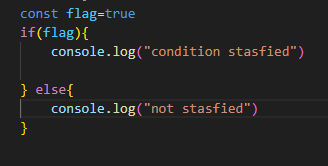 const flag=true
if(flag){
    console.log("condition stasfied")
} else{
    console.log("not stasfied")
}